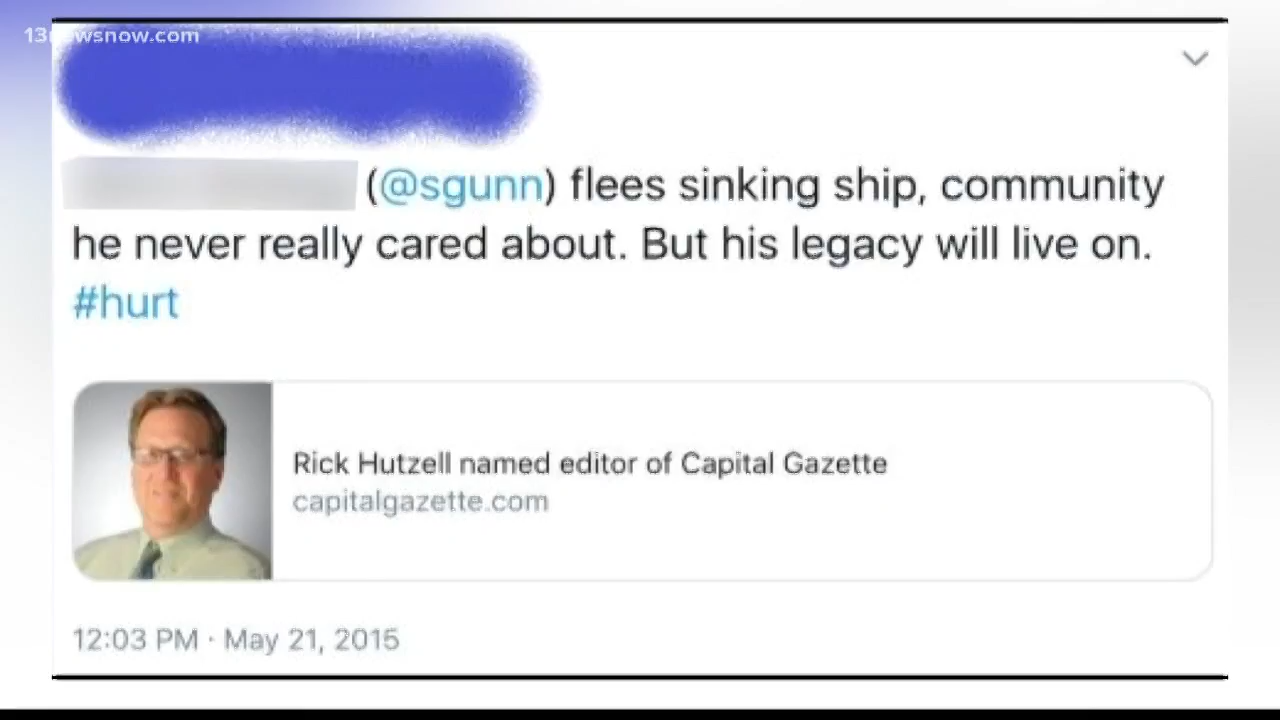 13newsnow.com
(@sgunn) flees sinking ship, community
he never really cared about. But his legacy will live on.
#hurt
Rick Hutzell named editor of Capital Gazette
capitalgazette.com
12:03 PM · May 21, 2015